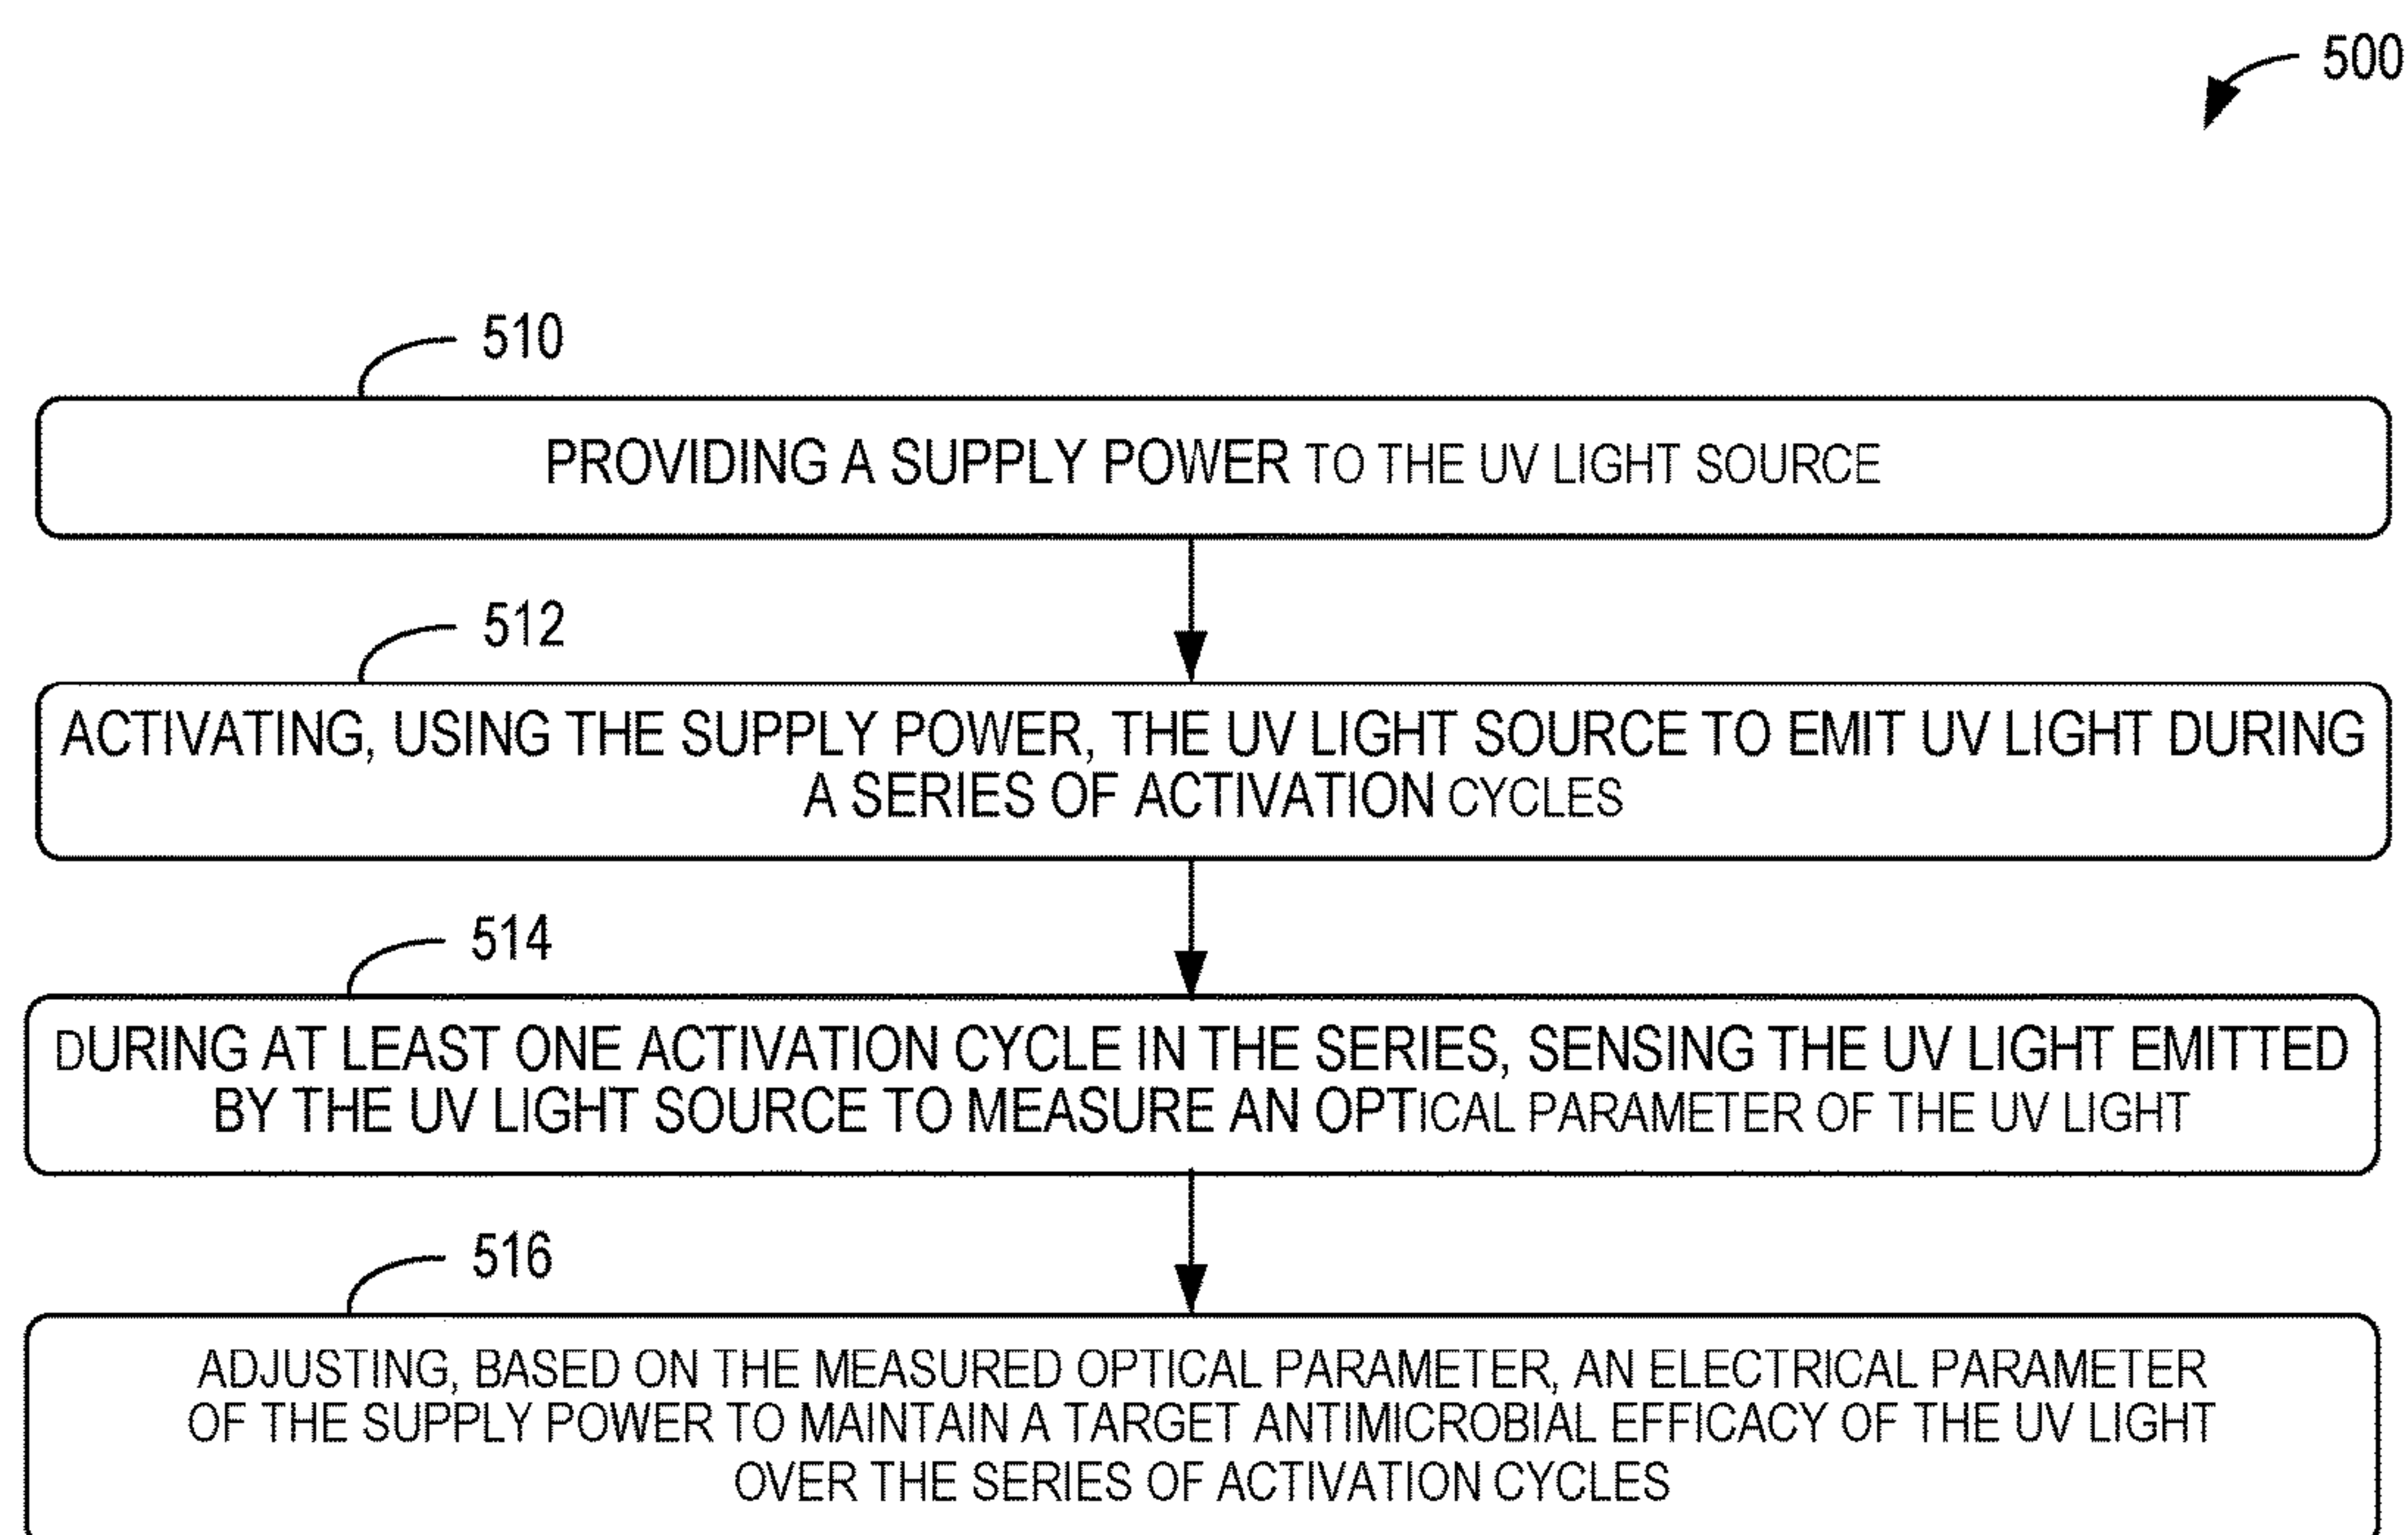 500
510
PROVIDING A SUPPLY POWER TO THE UV LIGHT SOURCE
512
ACTIVATING, USING THE SUPPLY POWER, THE UV LIGHT SOURCE TO EMIT UV LIGHT DURING
A SERIES OF ACTIVATION CYCLES
514
DURING AT LEAST ONE ACTIVATION CYCLE IN THE SERIES, SENSING THE UV LIGHT EMITTED
BY THE UV LIGHT SOURCE TO MEASURE AN OPTICAL PARAMETER OF THE UV LIGHT
516
ADJUSTING, BASED ON THE MEASURED OPTICAL PARAMETER, AN ELECTRICAL PARAMETER
OF THE SUPPLY POWER TO MAINTAIN A TARGET ANTIMICROBIAL EFFICACY OF THE UV LIGHT
OVER THE SERIES OF ACTIVATION CYCLES